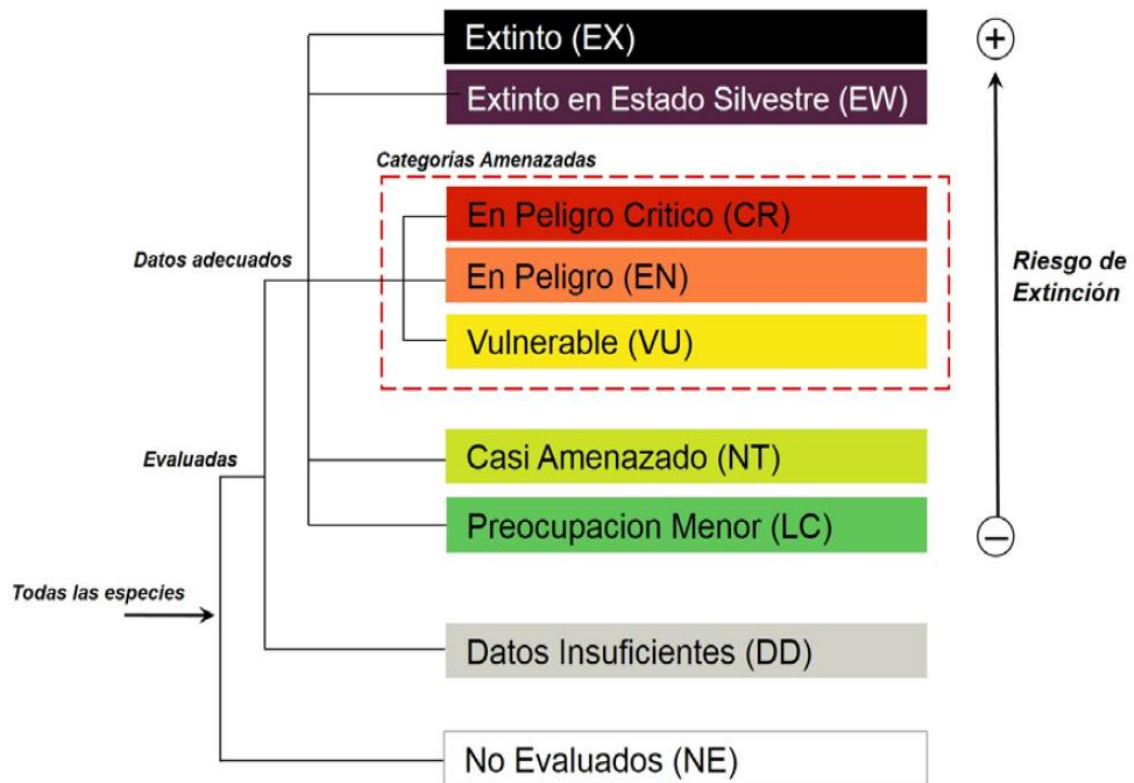 Extinto (EX)
Extinto en Estado Silvestre (EW)
Categorias Amenazadas
En Peligro Critico (CR)
Datos adecuados
En Peligro (EN)
Riesgo de
Extinción
Vulnerable (VU)
Evaluadas
Casi Amenazado (NT)
Preocupacion Menor (LC)
Todas las especies
Datos Insuficientes (DD)
No Evaluados (NE)